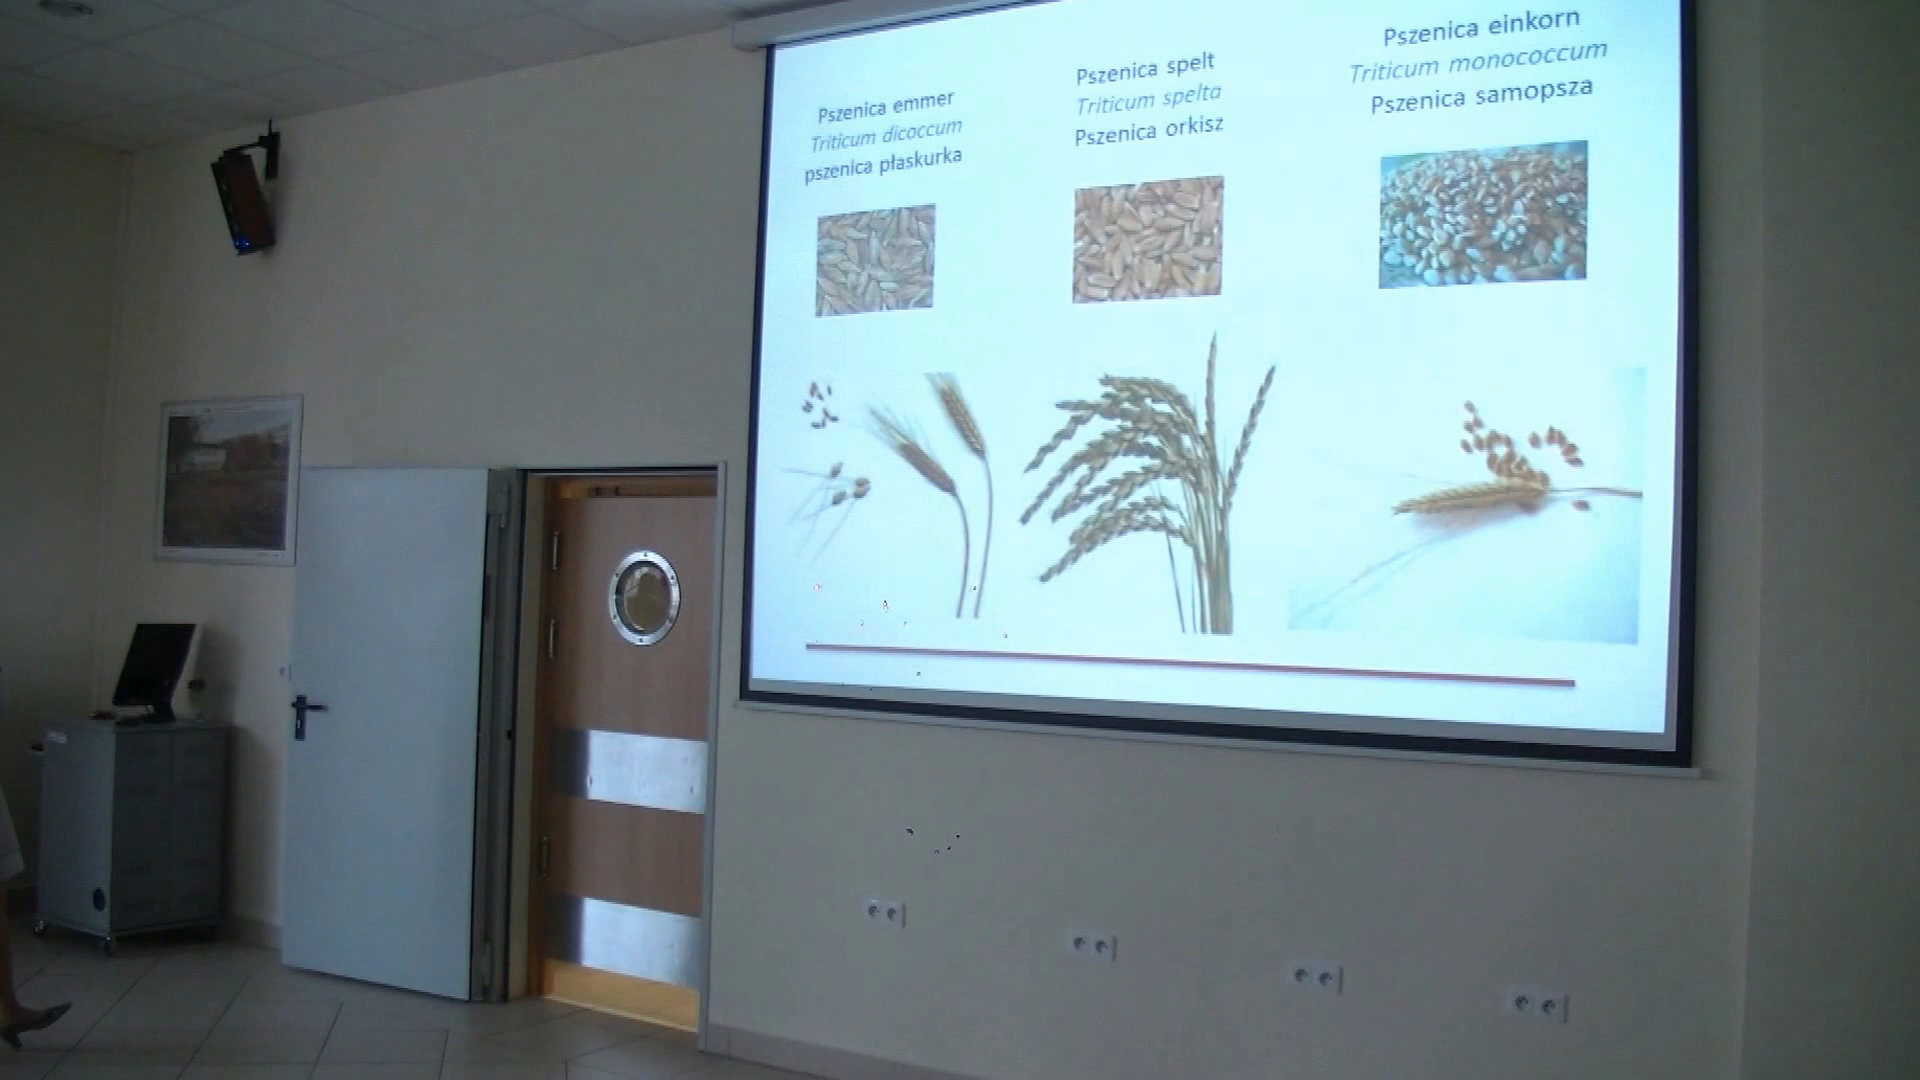 Pszenica emmer
Triticum dicoccum
pszenica płaskurka
Pszenica spelt
Triticum spelta
Pszenica orkisz
Pszenica einkorn
Triticum monococcum
Pszenica samopsza